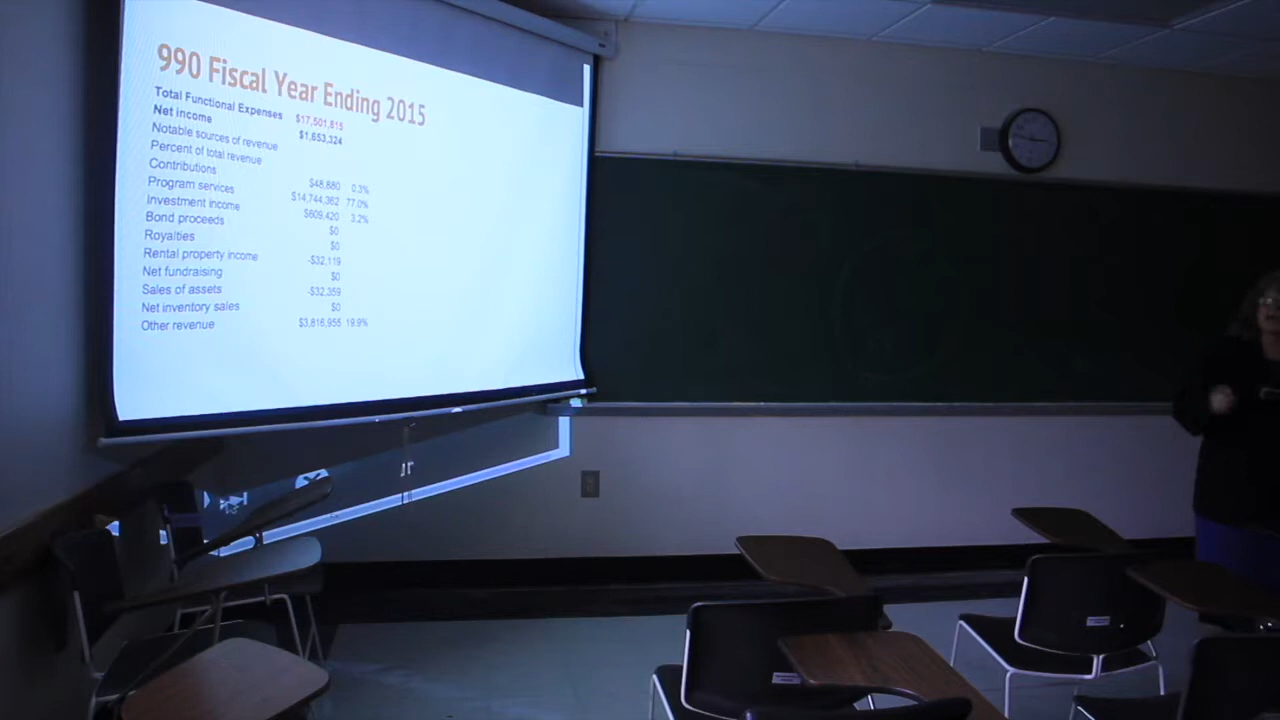 990 Fiscal Year Ending 2015
Total Functional Expenses $17,501,815
Net income $1,653,324
Notable sources of revenue
Percent of total revenue
Contributions $48,880 0.3%
Program services $14,744,362 77.0%
Investment income $609,420 3.2%
Bond proceeds $0
Royalties $0
Rental property income -$32,119
Net fundraising $0
Sales of assets -$32,359
Net inventory sales $0
Other revenue $3,816,955 19.9%